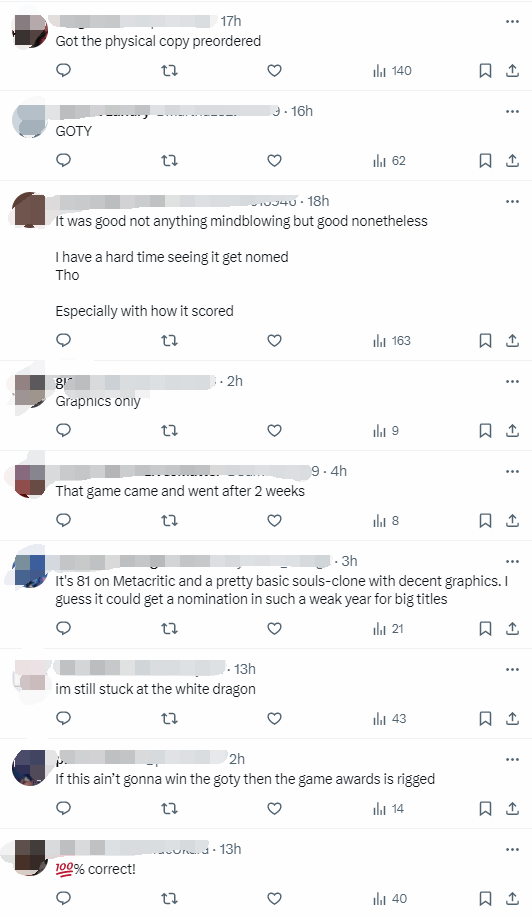 17h
Got the physical copy preordered
140
9 · 16h
GOTY
62
· 18h
It was good not anything mindblowing but good nonetheless
I have a hard time seeing it get nomed
Tho
Especially with how it scored
163
· 2h
Graphics only
9
9 · 4h
That game came and went after 2 weeks
8
· 3h
It's 81 on Metacritic and a pretty basic souls-clone with decent graphics. I
guess it could get a nomination in such a weak year for big titles
21
· 13h
im still stuck at the white dragon
43
2h
If this ain't gonna win the goty then the game awards is rigged
14
· 13h
💯% correct!
40